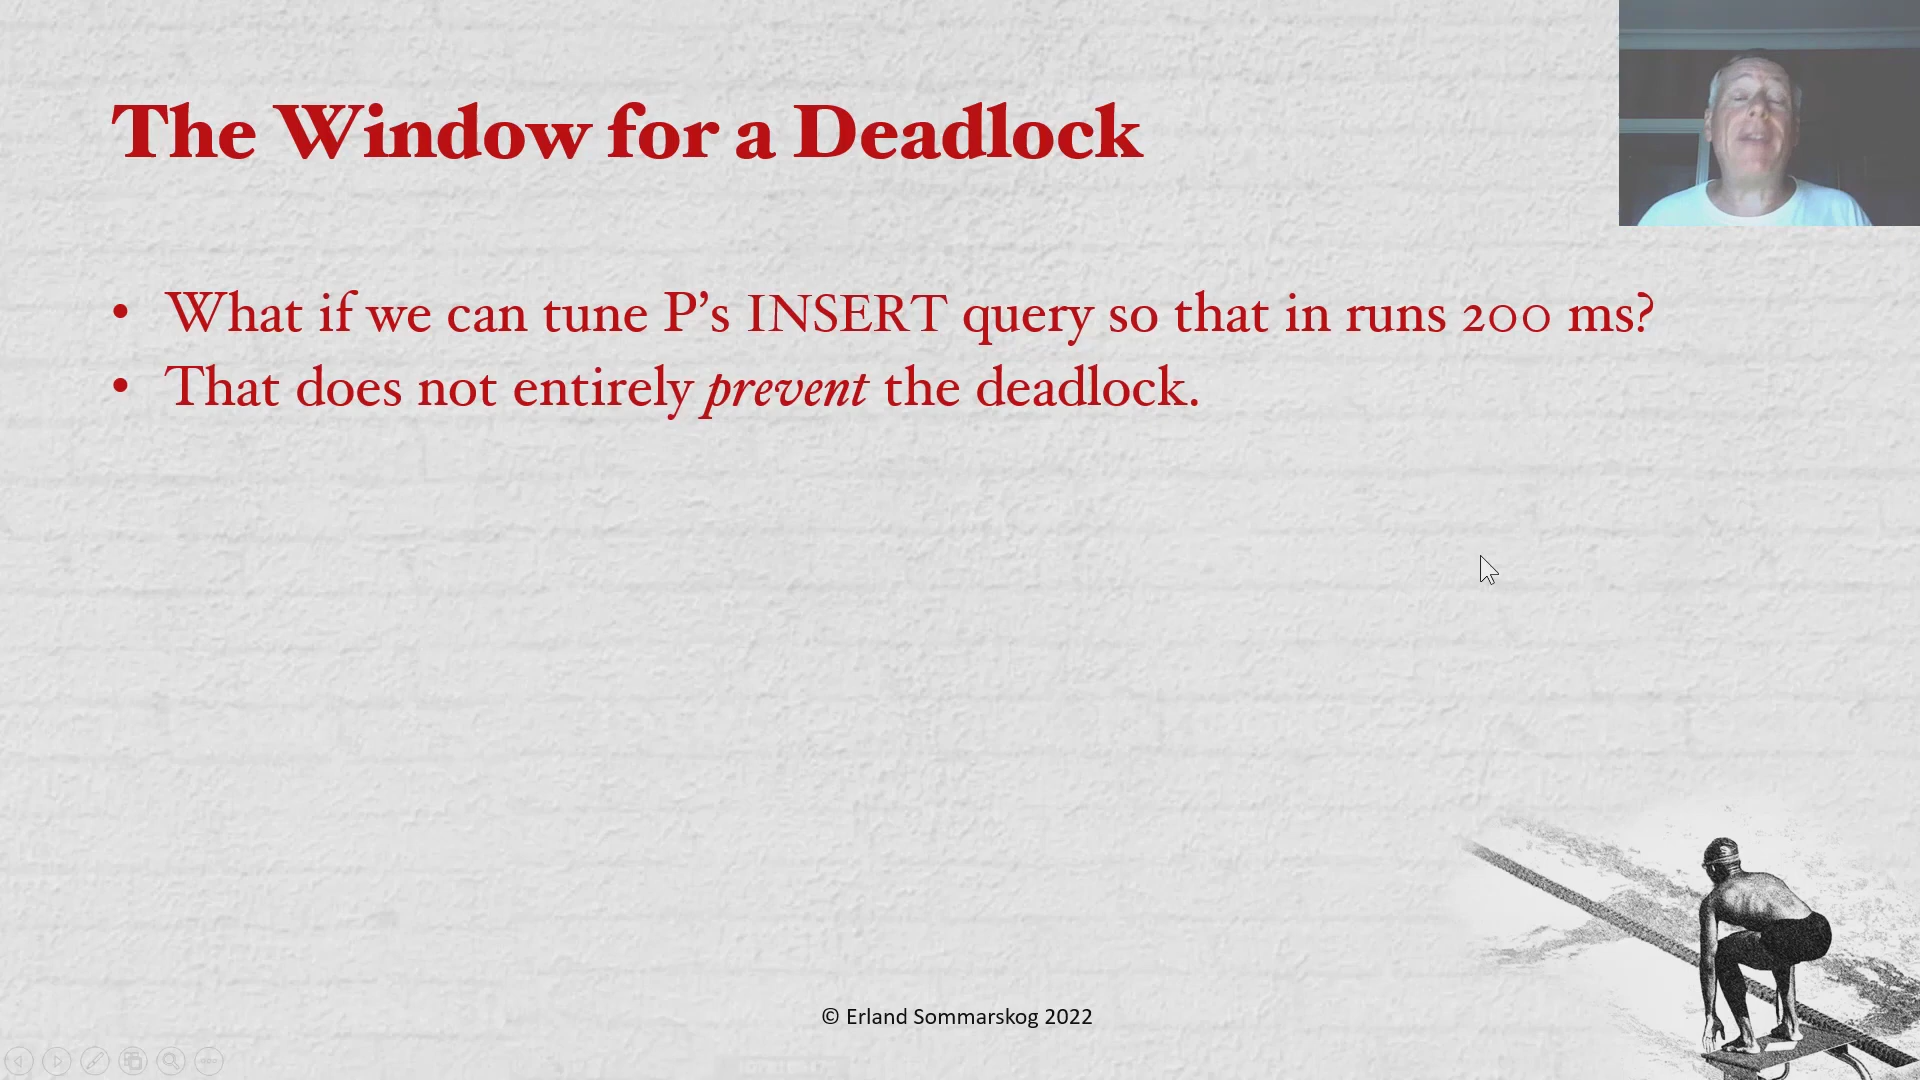 The Window for a Deadlock
• What if we can tune P’s INSERT query so that in runs 200 ms?
• That does not entirely prevent the deadlock.
© Erland Sommarskog 2022